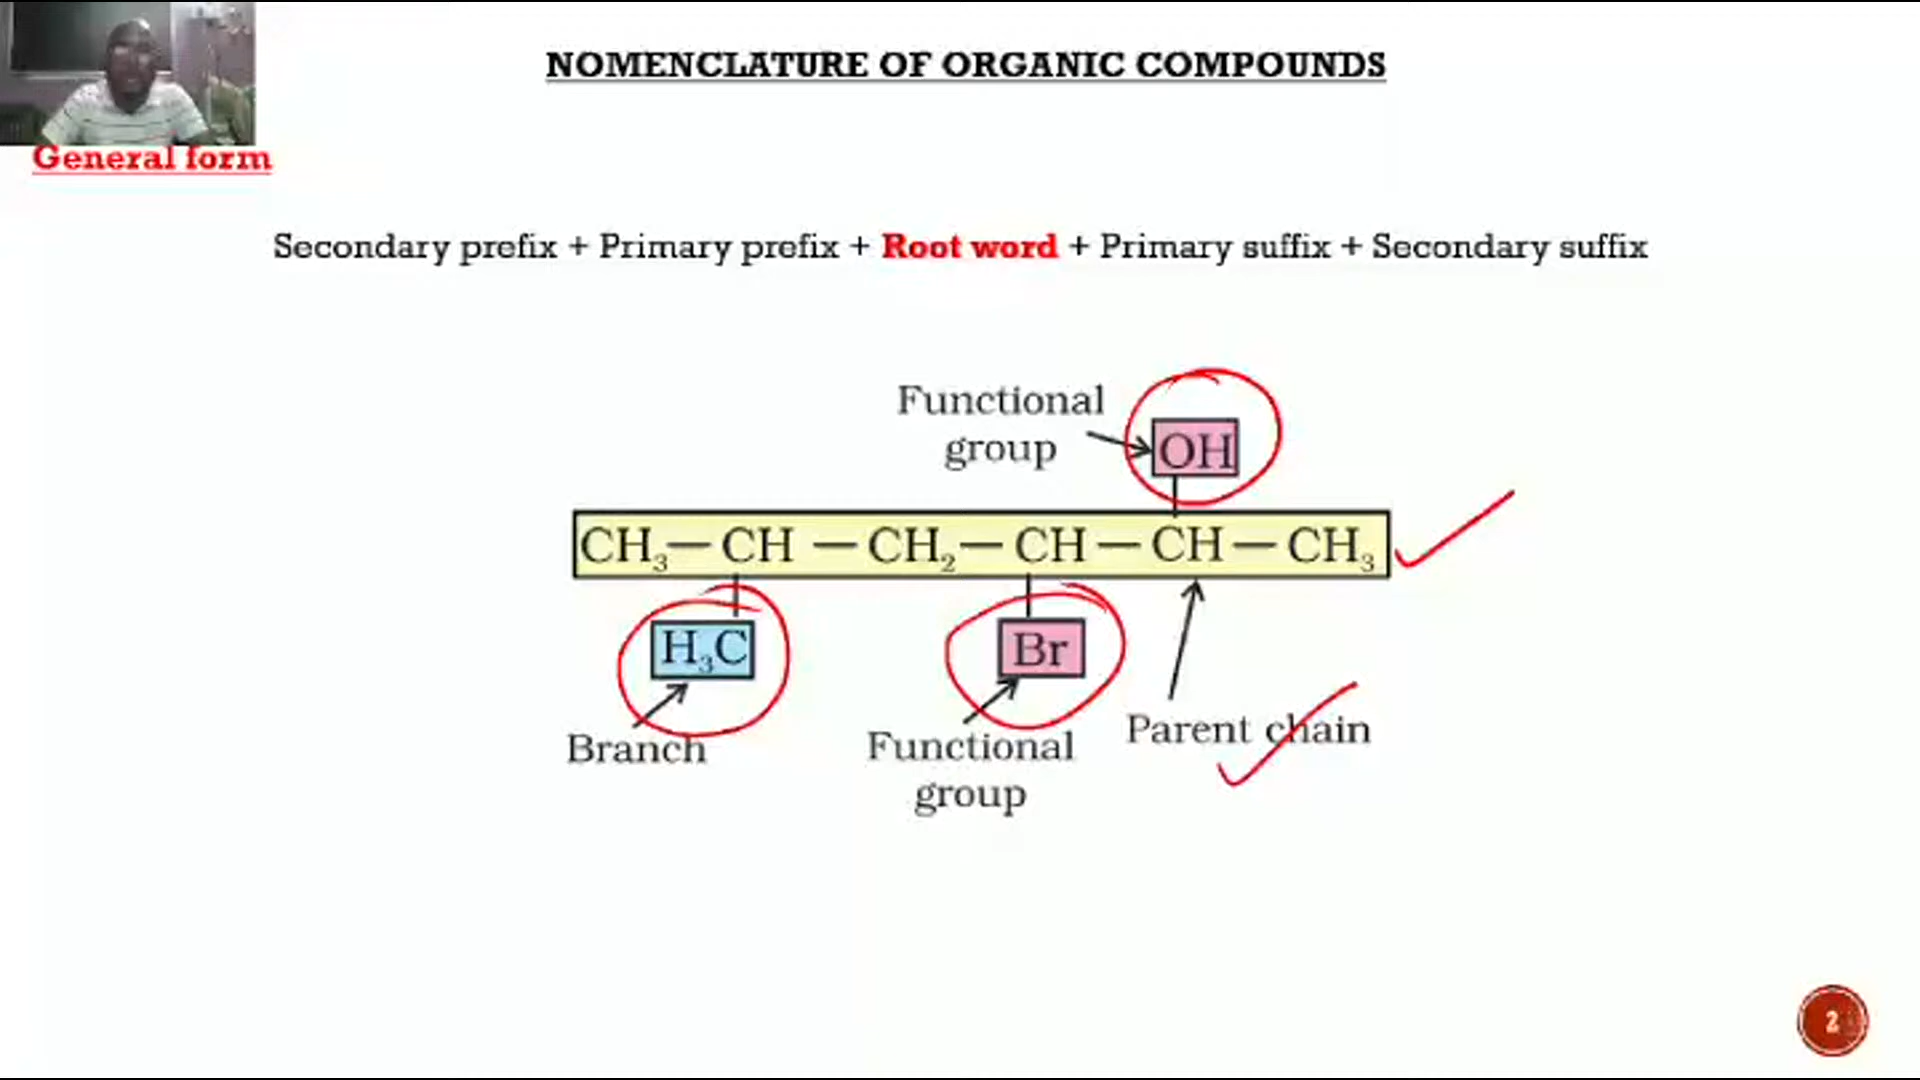 NOMENCLATURE OF ORGANIC COMPOUNDS
General form
Secondary prefix + Primary prefix + Root word + Primary suffix + Secondary suffix
Functional
group
OH
CH₃— CH — CH₂— CH — CH — CH₃
H₃C
Br
Branch
Functional
group
Parent chain
2